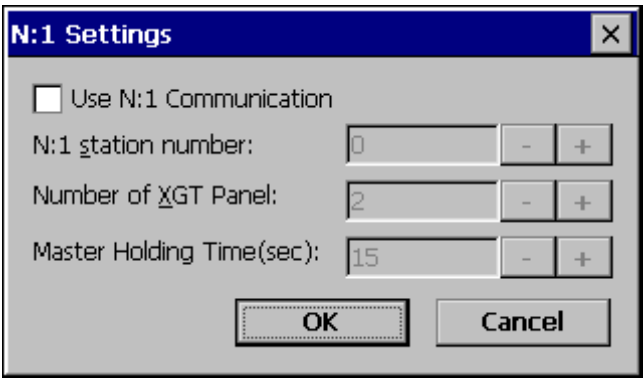 N:1 Settings
Use N:1 Communication
N:1 station number: 0 - +
Number of XGT Panel: 2 - +
Master Holding Time(sec): 15 - +
OK Cancel